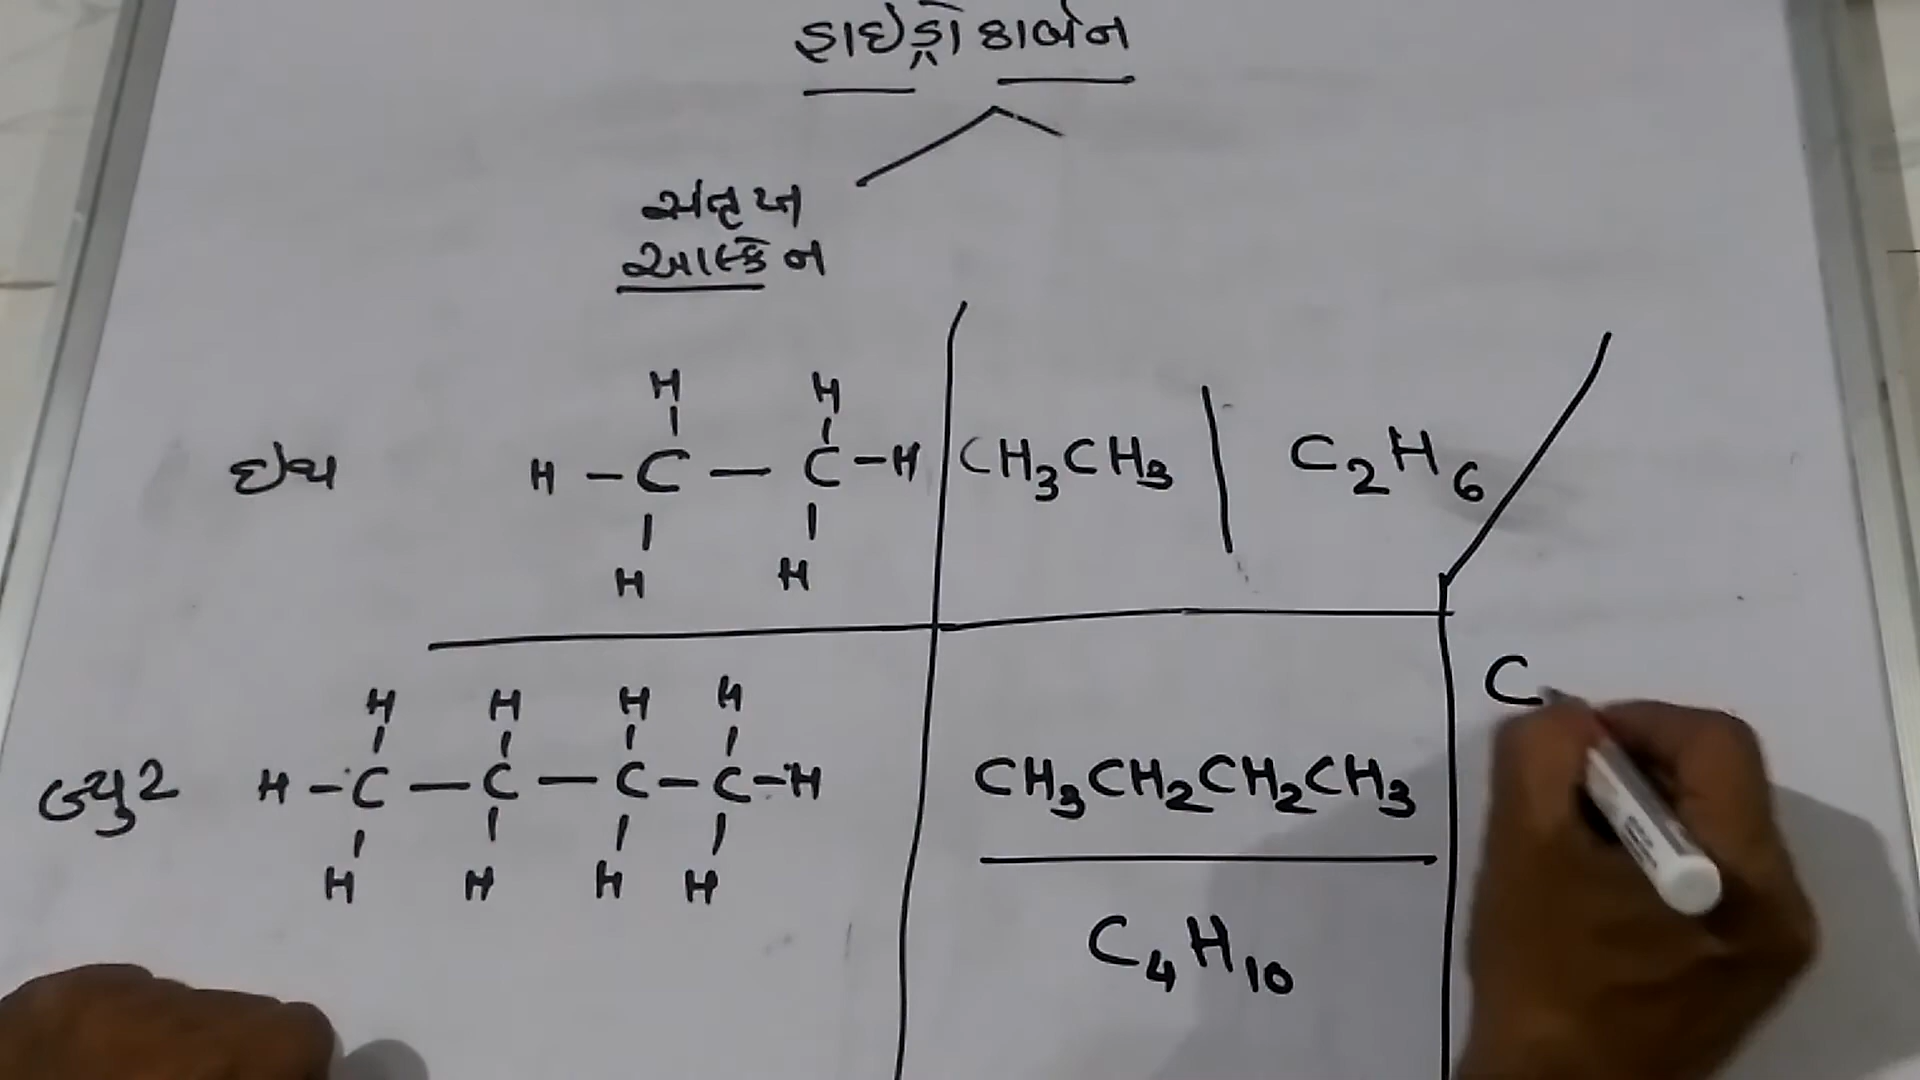 હાઇડ્રોકાર્બન
સંતૃપ્ત
આલ્કેન
H H
ઇથ H – C — C – H CH₃CH₃ C₂H₆
H H
C
H H H H
બ્યુટ H – C — C — C – C – H CH₃CH₂CH₂CH₃
H H H H
C₄H₁₀